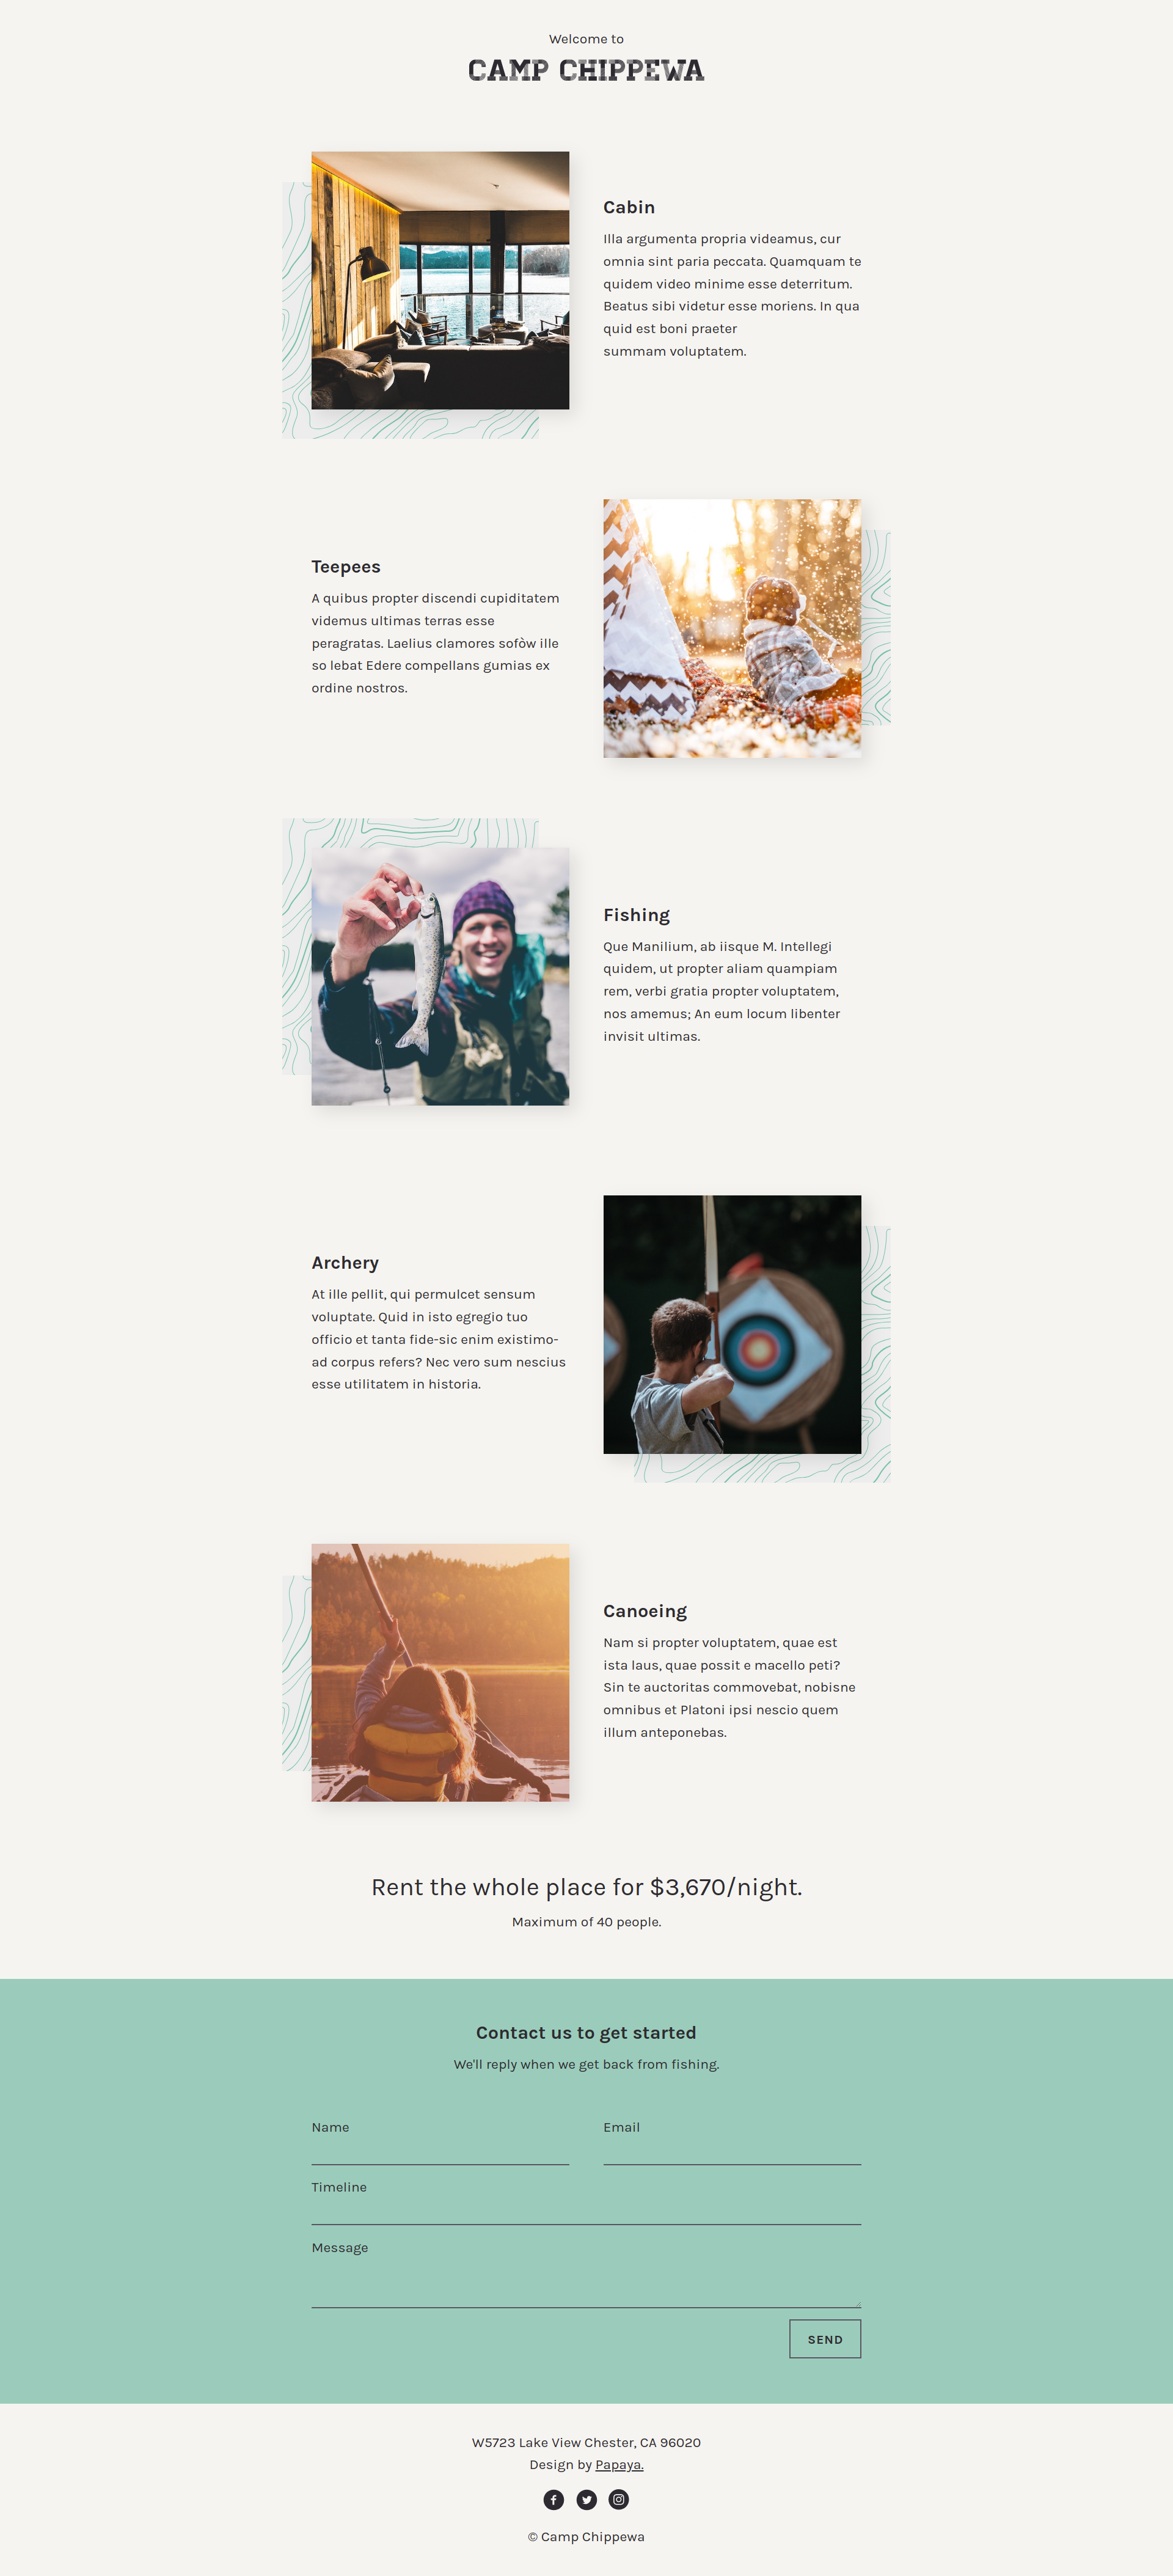 Welcome to
CAMP CHIPPEWA
Cabin
Illa argumenta propria videamus, cur
omnia sint paria peccata. Quamquam te
quidem video minime esse deterritum.
Beatus sibi videtur esse moriens. In qua
quid est boni praeter
summam voluptatem.
Teepees
A quibus propter discendi cupiditatem
videmus ultimas terras esse
peragratas. Laelius clamores sofòw ille
so lebat Edere compellans gumias ex
ordine nostros.
Fishing
Que Manilium, ab iisque M. Intellegi
quidem, ut propter aliam quampiam
rem, verbi gratia propter voluptatem,
nos amemus; An eum locum libenter
invisit ultimas.
Archery
At ille pellit, qui permulcet sensum
voluptate. Quid in isto egregio tuo
officio et tanta fide-sic enim existimo-
ad corpus refers? Nec vero sum nescius
esse utilitatem in historia.
Canoeing
Nam si propter voluptatem, quae est
ista laus, quae possit e macello peti?
Sin te auctoritas commovebat, nobisne
omnibus et Platoni ipsi nescio quem
illum anteponebas.
Rent the whole place for $3,670/night.
Maximum of 40 people.
Contact us to get started
We'll reply when we get back from fishing.
Name
Email
Timeline
Message
SEND
W5723 Lake View Chester, CA 96020
Design by Papaya.
© Camp Chippewa